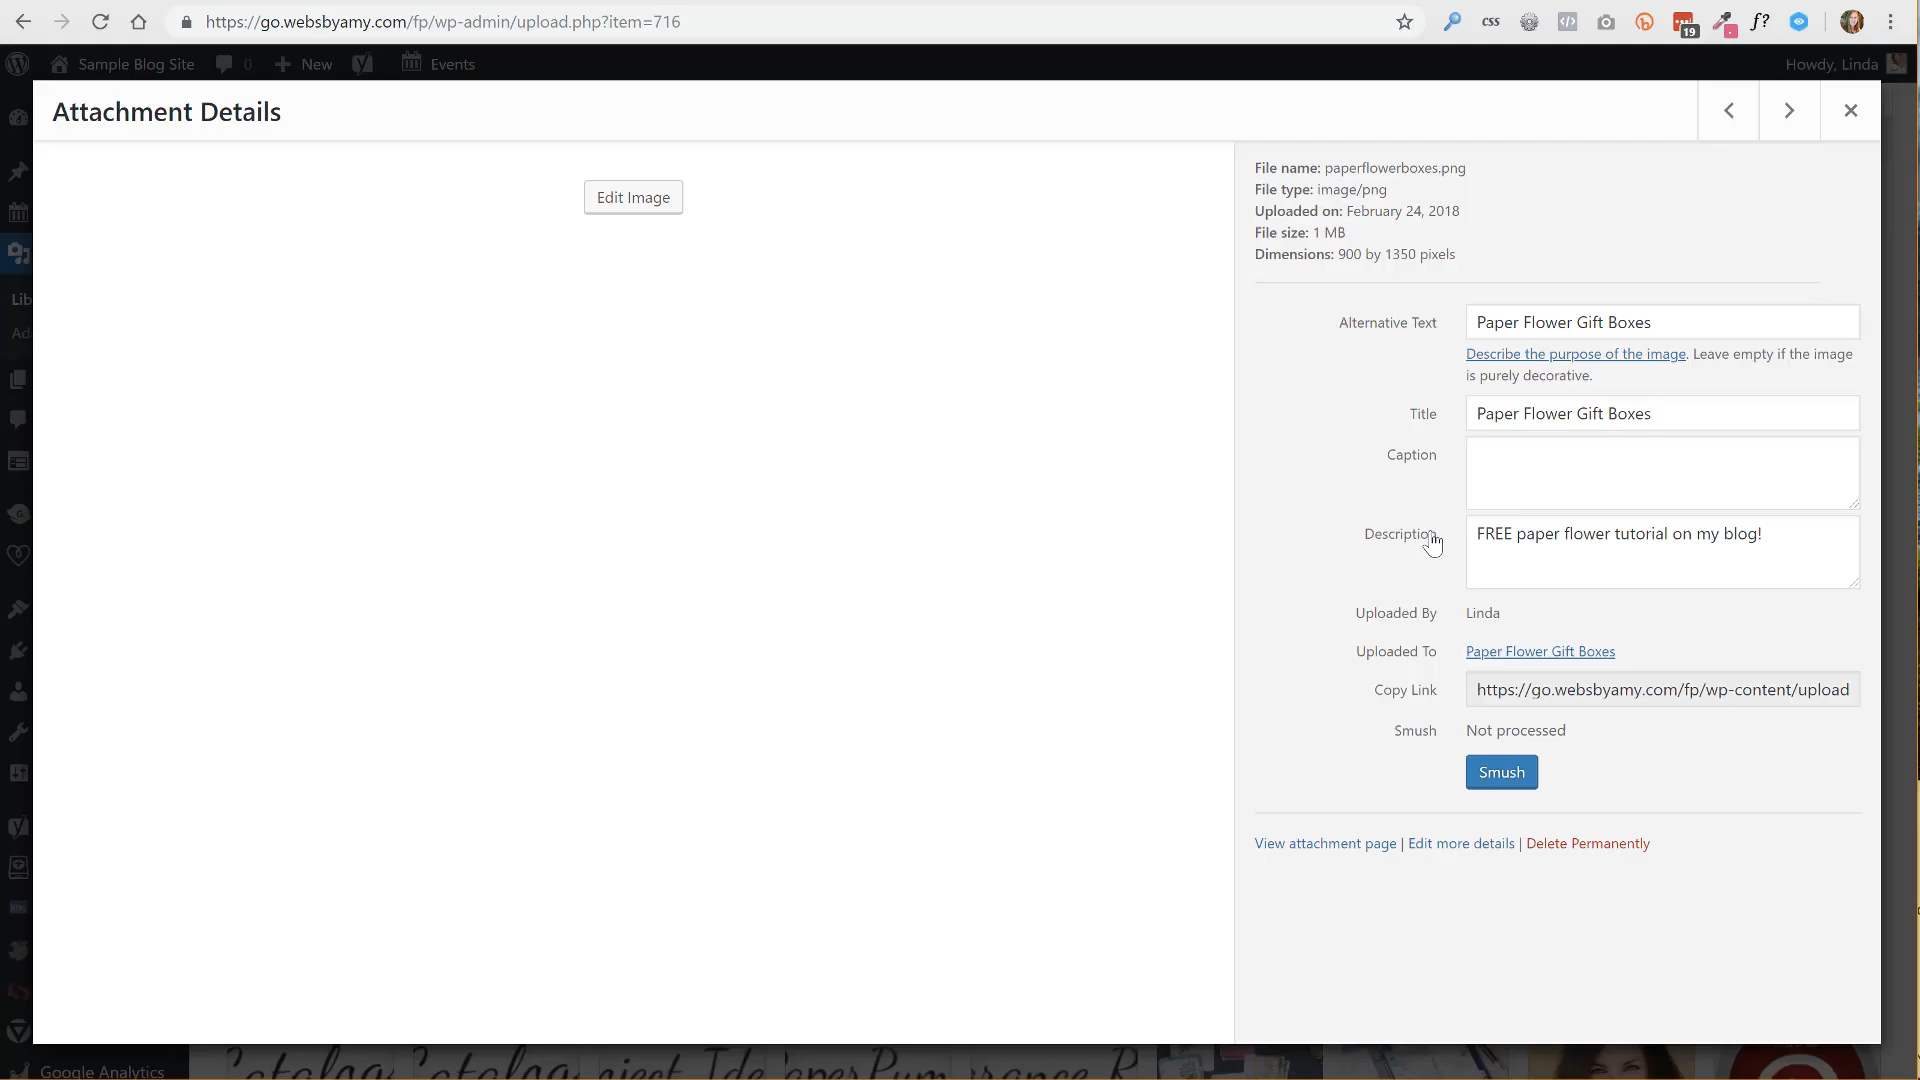 https://go.websbyamy.com/fp/wp-admin/upload.php?item=716
css
19
f?
Sample Blog Site
0
New
Events
Howdy, Linda
Attachment Details
Edit Image
File name: paperflowerboxes.png
File type: image/png
Uploaded on: February 24, 2018
File size: 1 MB
Dimensions: 900 by 1350 pixels
Lib
Ad
Alternative Text
Paper Flower Gift Boxes
Describe the purpose of the image. Leave empty if the image
is purely decorative.
Title
Paper Flower Gift Boxes
Caption
Description
FREE paper flower tutorial on my blog!
Uploaded By
Linda
Uploaded To
Paper Flower Gift Boxes
Copy Link
https://go.websbyamy.com/fp/wp-content/upload
Smush
Not processed
Smush
View attachment page | Edit more details | Delete Permanently
Google Analytics